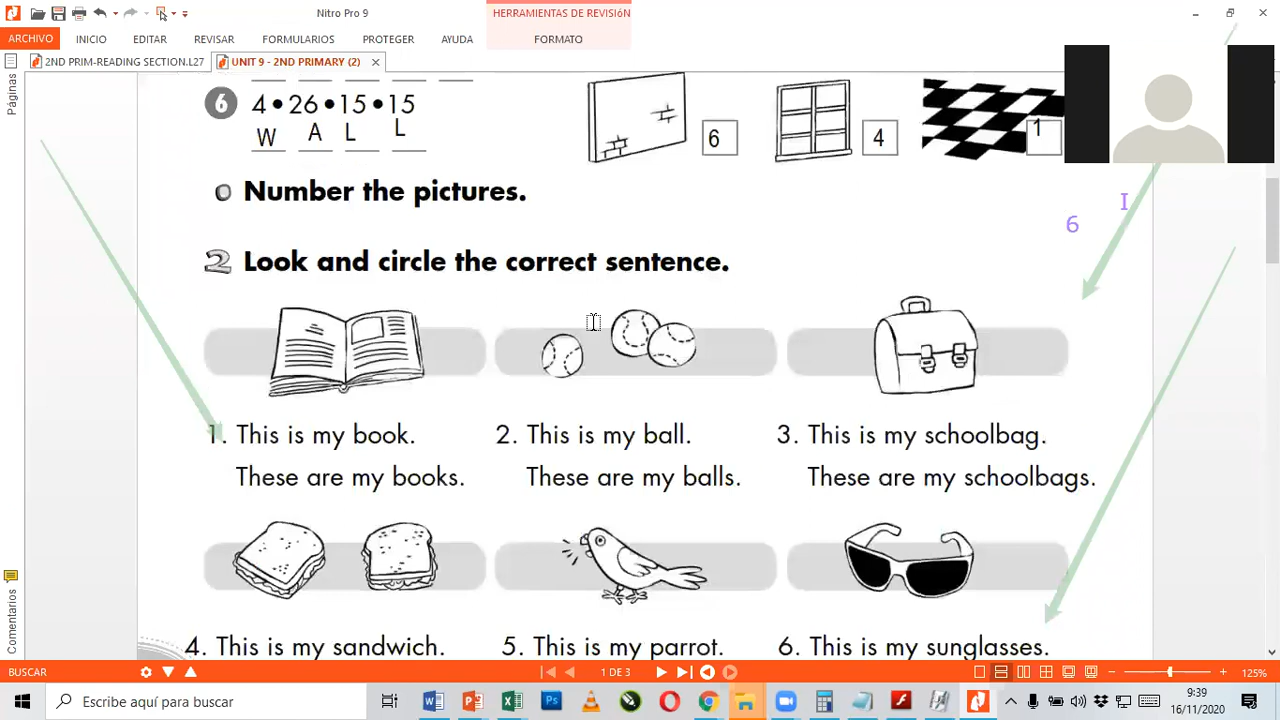 Nitro Pro 9
HERRAMIENTAS DE REVISIóN
ARCHIVO INICIO EDITAR REVISAR FORMULARIOS PROTEGER AYUDA FORMATO
2ND PRIM-READING SECTION.L27
UNIT 9 - 2ND PRIMARY (2)
Páginas
6 4 • 26 • 15 • 15
W A L L
6 4 1
0 Number the pictures.
I
6
2 Look and circle the correct sentence.
1. This is my book.
These are my books.
2. This is my ball.
These are my balls.
3. This is my schoolbag.
These are my schoolbags.
4. This is my sandwich.
5. This is my parrot.
6. This is my sunglasses.
Comentarios
BUSCAR
1 DE 3
125%
Escribe aquí para buscar
9:39
16/11/2020